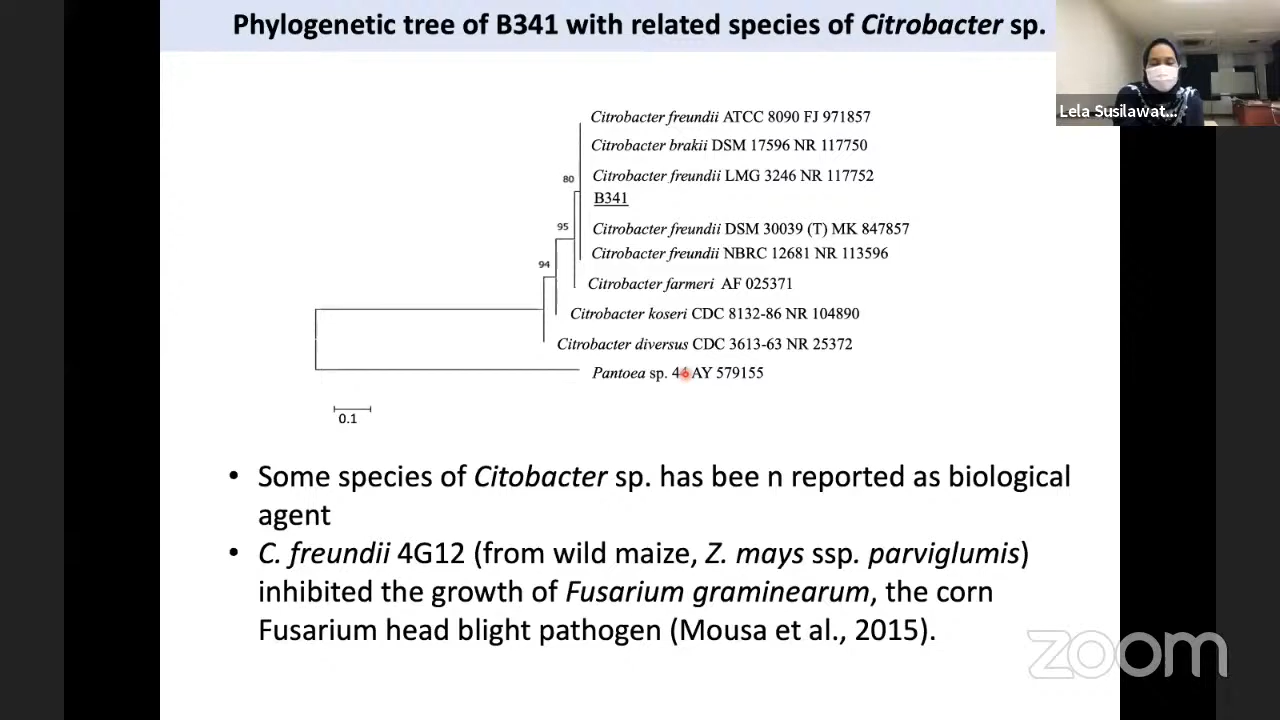 Phylogenetic tree of B341 with related species of Citrobacter sp.
Lela Susilawat...
Citrobacter freundii ATCC 8090 FJ 971857
Citrobacter brakii DSM 17596 NR 117750
80
Citrobacter freundii LMG 3246 NR 117752
B341
95
Citrobacter freundii DSM 30039 (T) MK 847857
Citrobacter freundii NBRC 12681 NR 113596
94
Citrobacter farmeri AF 025371
Citrobacter koseri CDC 8132-86 NR 104890
Citrobacter diversus CDC 3613-63 NR 25372
Pantoea sp. AY 579155
0.1
• Some species of Citobacter sp. has bee n reported as biological
agent
• C. freundii 4G12 (from wild maize, Z. mays ssp. parviglumis)
inhibited the growth of Fusarium graminearum, the corn
Fusarium head blight pathogen (Mousa et al., 2015).
zoom